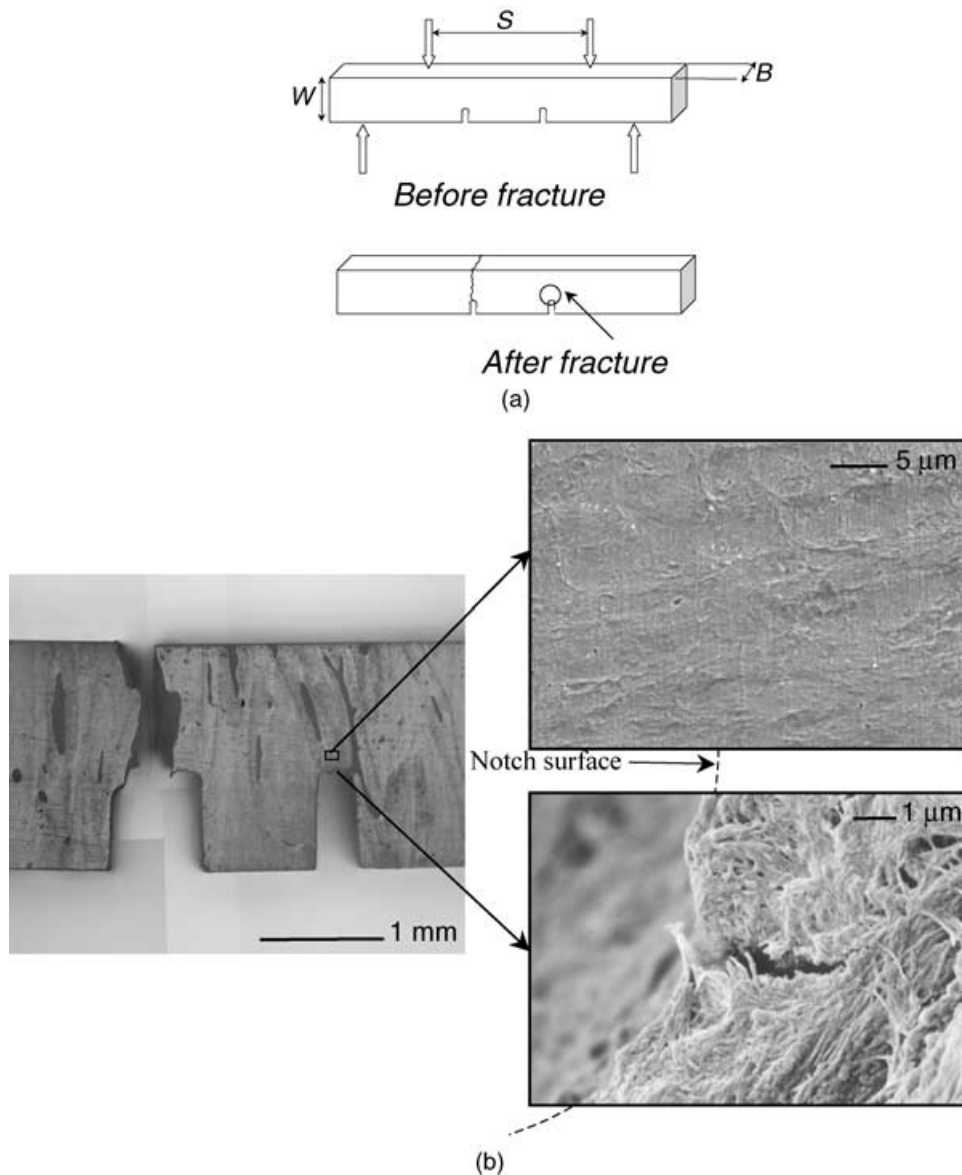 S
B
W
Before fracture
After fracture
(a)
5 μm
Notch surface
1 μm
1 mm
(b)